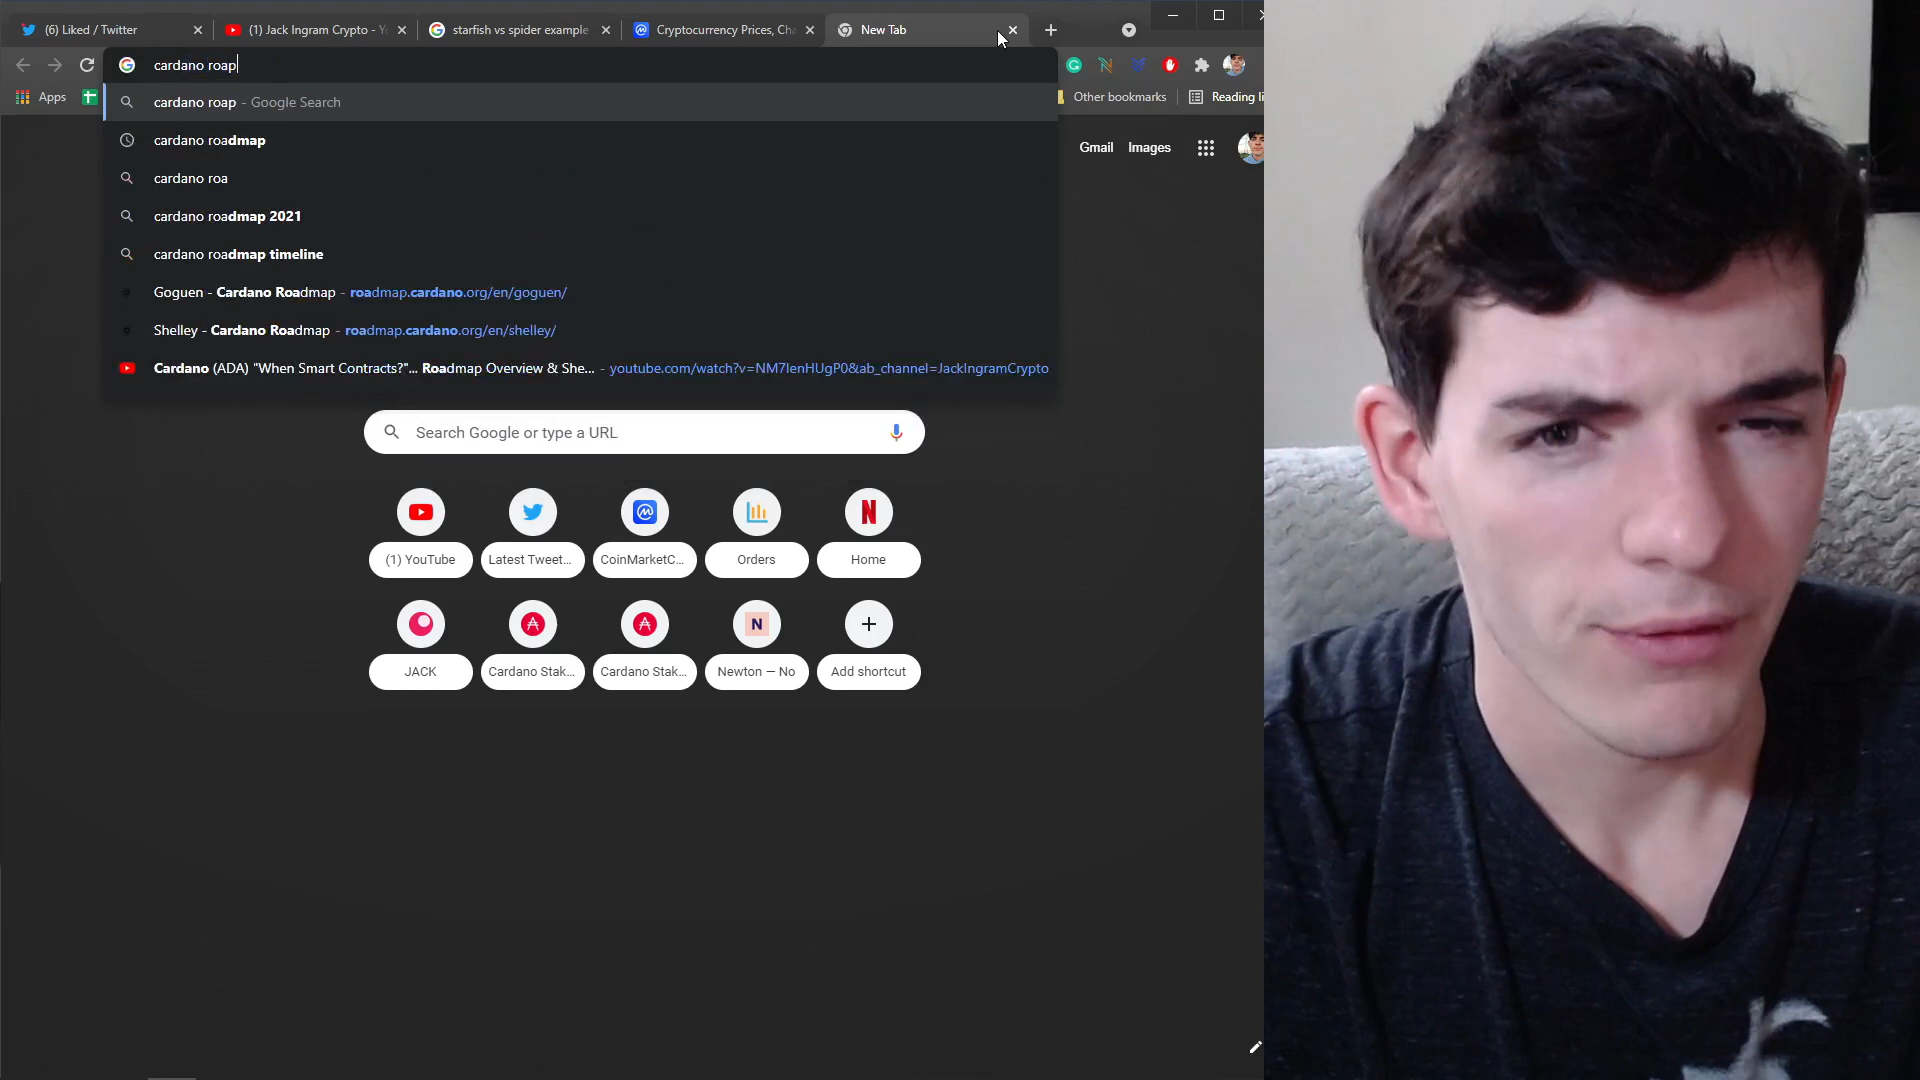 (6) Liked / Twitter
(1) Jack Ingram Crypto - Y
starfish vs spider example
Cryptocurrency Prices, Cha
New Tab
cardano roap
Apps
Other bookmarks
Reading li
cardano roap - Google Search
cardano roadmap
cardano roa
cardano roadmap 2021
cardano roadmap timeline
Goguen - Cardano Roadmap - roadmap.cardano.org/en/goguen/
Shelley - Cardano Roadmap - roadmap.cardano.org/en/shelley/
Cardano (ADA) "When Smart Contracts?"... Roadmap Overview & She... - youtube.com/watch?v=NM7IenHUgP0&ab_channel=JackIngramCrypto
Gmail Images
Search Google or type a URL
(1) YouTube
Latest Tweet...
CoinMarketC...
Orders
Home
N
JACK
Cardano Stak...
Cardano Stak...
Newton — No
Add shortcut